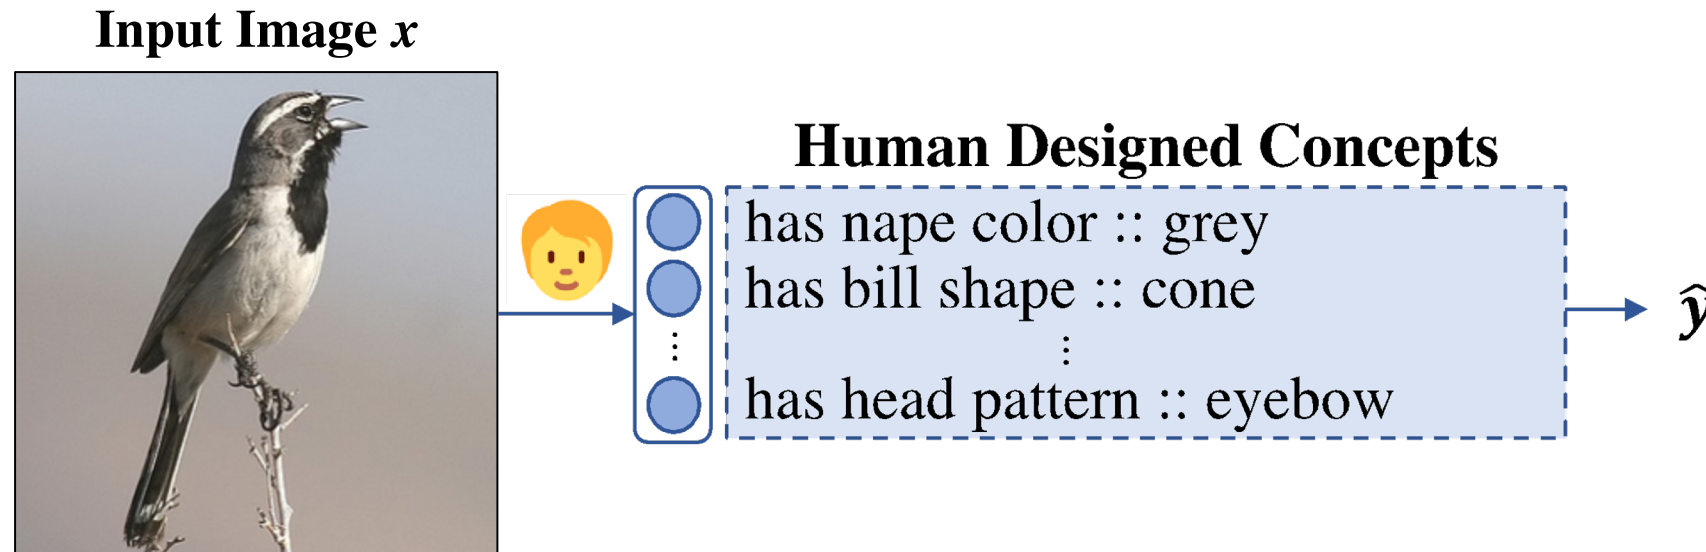 Input Image x
Human Designed Concepts
has nape color :: grey
has bill shape :: cone
⋮
⋮
has head pattern :: eyebow
ŷ